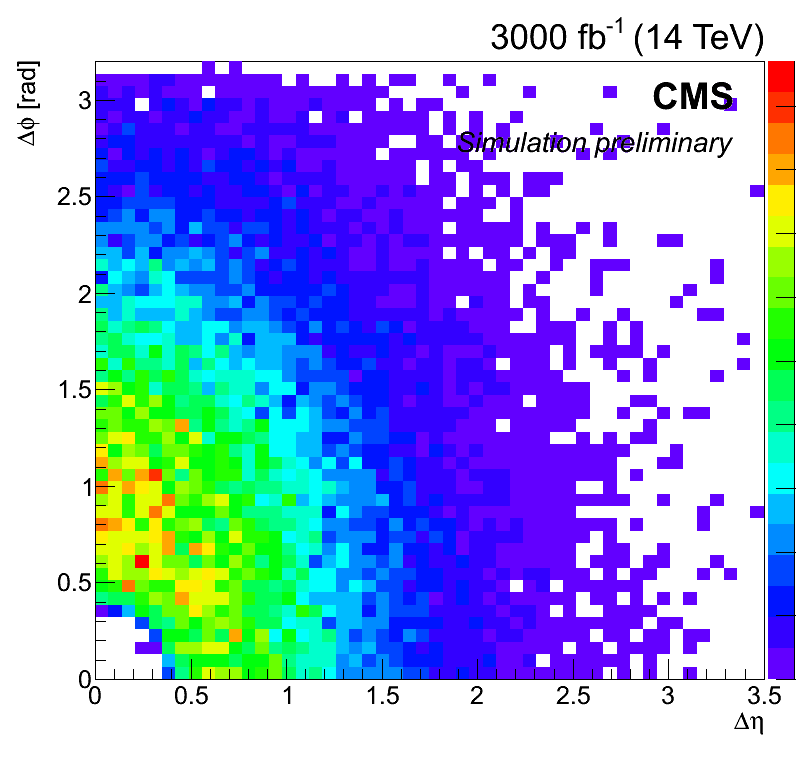 3000 fb-1 (14 TeV)
CMS
Simulation preliminary
Δϕ [rad]
3
2.5
2
1.5
1
0.5
0
0 0.5 1 1.5 2 2.5 3 3.5
Δη